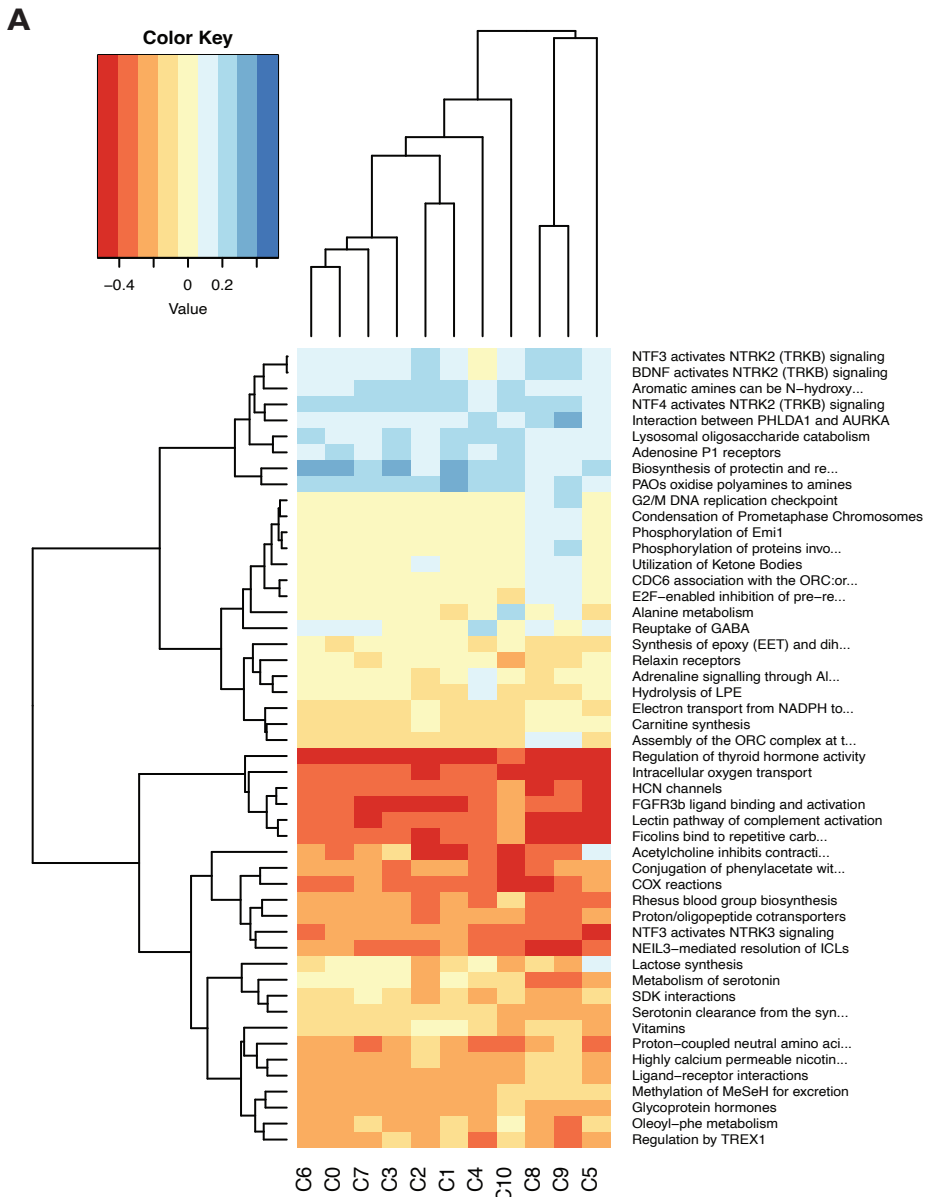 A
Color Key
−0.4 0 0.2
Value
NTF3 activates NTRK2 (TRKB) signaling
BDNF activates NTRK2 (TRKB) signaling
Aromatic amines can be N−hydroxy...
NTF4 activates NTRK2 (TRKB) signaling
Interaction between PHLDA1 and AURKA
Lysosomal oligosaccharide catabolism
Adenosine P1 receptors
Biosynthesis of protectin and re...
PAOs oxidise polyamines to amines
G2/M DNA replication checkpoint
Condensation of Prometaphase Chromosomes
Phosphorylation of Emi1
Phosphorylation of proteins invo...
Utilization of Ketone Bodies
CDC6 association with the ORC:or...
E2F−enabled inhibition of pre−re...
Alanine metabolism
Reuptake of GABA
Synthesis of epoxy (EET) and dih...
Relaxin receptors
Adrenaline signalling through Al...
Hydrolysis of LPE
Electron transport from NADPH to...
Carnitine synthesis
Assembly of the ORC complex at t...
Regulation of thyroid hormone activity
Intracellular oxygen transport
HCN channels
FGFR3b ligand binding and activation
Lectin pathway of complement activation
Ficolins bind to repetitive carb...
Acetylcholine inhibits contracti...
Conjugation of phenylacetate wit...
COX reactions
Rhesus blood group biosynthesis
Proton/oligopeptide cotransporters
NTF3 activates NTRK3 signaling
NEIL3−mediated resolution of ICLs
Lactose synthesis
Metabolism of serotonin
SDK interactions
Serotonin clearance from the syn...
Vitamins
Proton−coupled neutral amino aci...
Highly calcium permeable nicotin...
Ligand−receptor interactions
Methylation of MeSeH for excretion
Glycoprotein hormones
Oleoyl−phe metabolism
Regulation by TREX1
C6 C0 C7 C3 C2 C1 C4 C10 C8 C9 C5